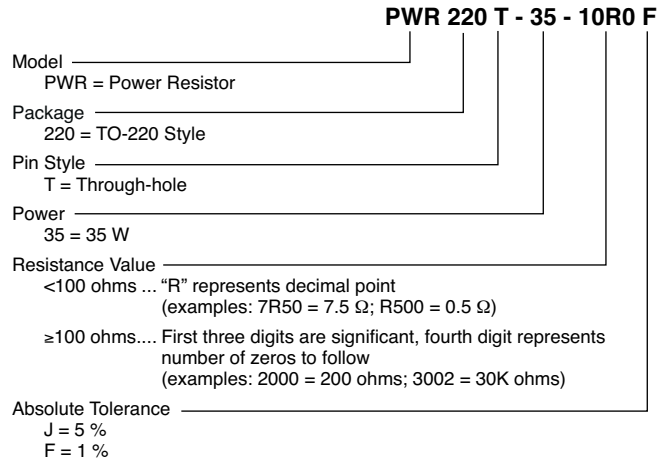 PWR 220 T - 35 - 10R0 F
Model
PWR = Power Resistor
Package
220 = TO-220 Style
Pin Style
T = Through-hole
Power
35 = 35 W
Resistance Value
<100 ohms ... “R” represents decimal point
(examples: 7R50 = 7.5 Ω; R500 = 0.5 Ω)
≥100 ohms.... First three digits are significant, fourth digit represents
number of zeros to follow
(examples: 2000 = 200 ohms; 3002 = 30K ohms)
Absolute Tolerance
J = 5 %
F = 1 %